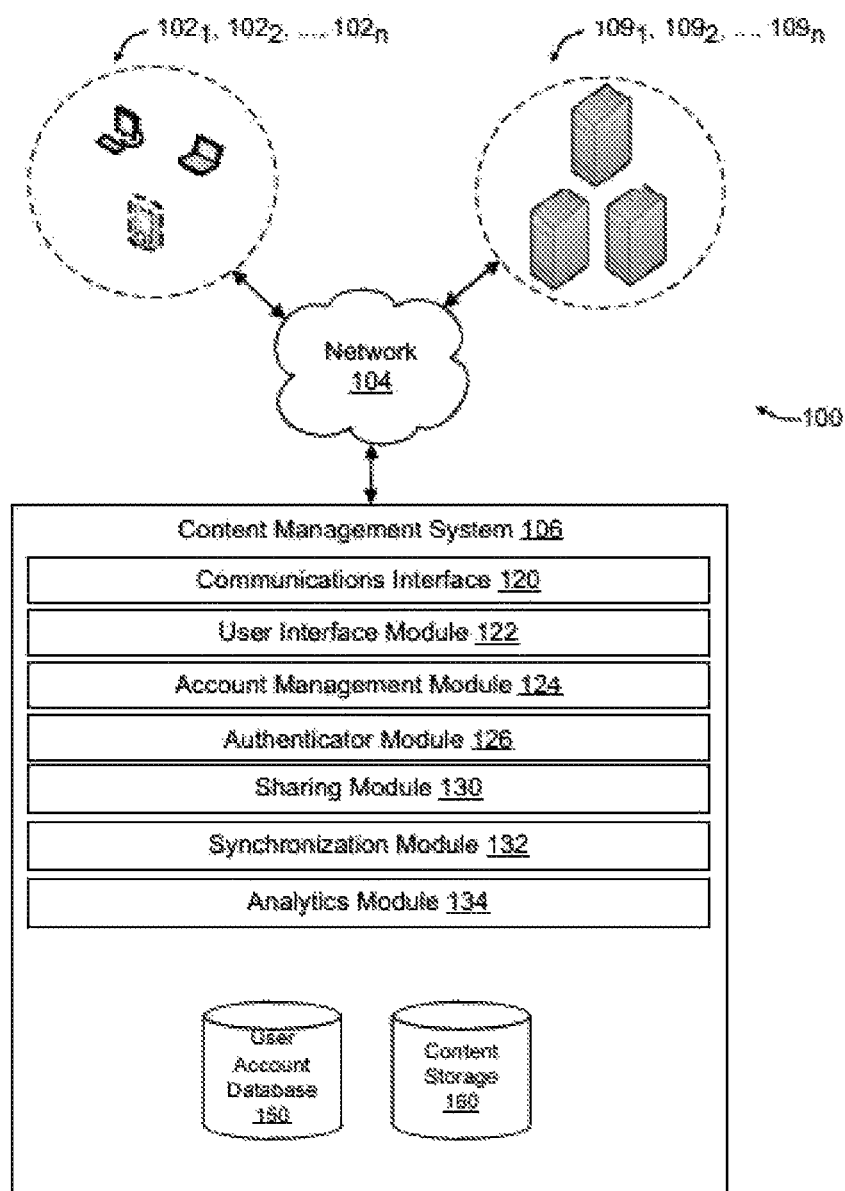 102₁, 102₂, ... 102ₙ
109₁, 109₂, ... 109ₙ
Network
104
100
Content Management System 106
Communications Interface 120
User Interface Module 122
Account Management Module 124
Authenticator Module 126
Sharing Module 130
Synchronization Module 132
Analytics Module 134
User
Account
Database
Content
Storage